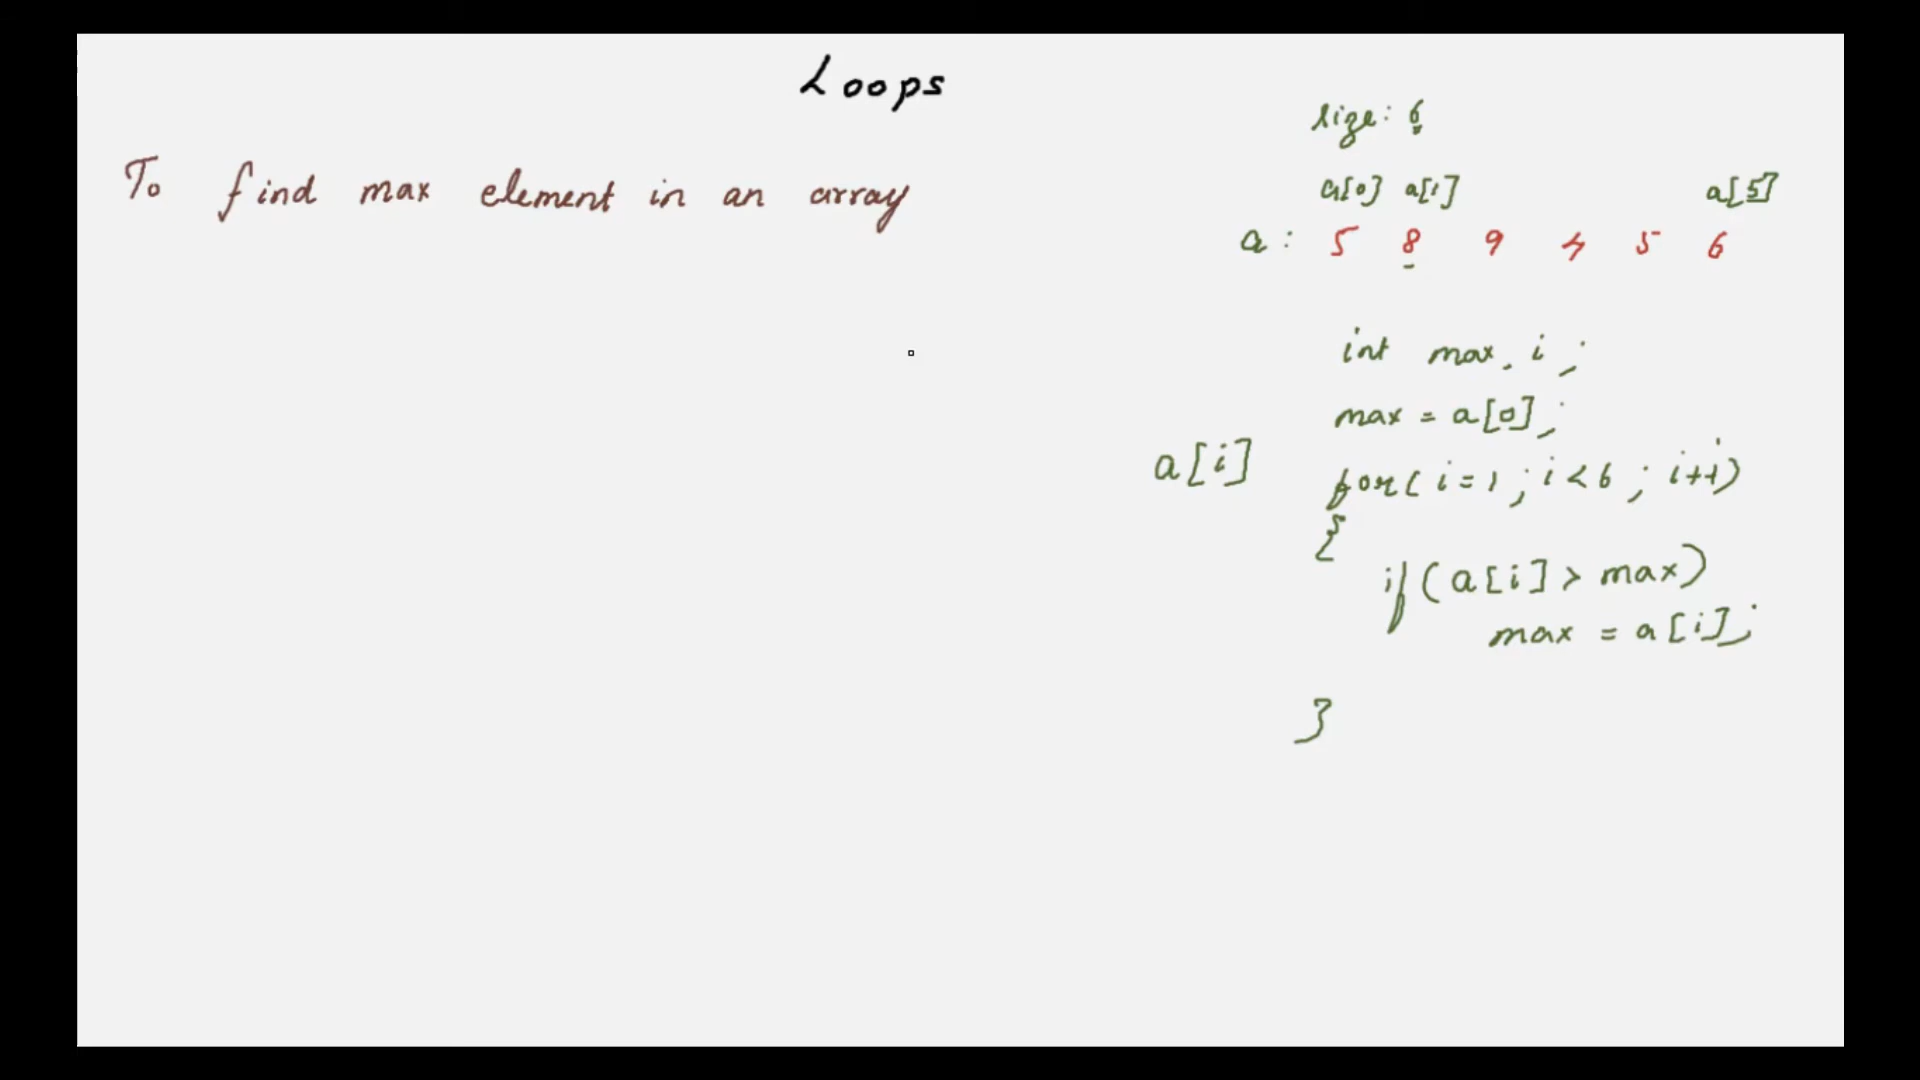 Loops
To find max element in an array
size: 6
a[0] a[1] a[5]
a: 5 8 9 4 5 6
int max, i;
max = a[0];
a[i]
for( i=1 ; i<6 ; i++)
{
if( a[i] > max)
max = a[i];
}